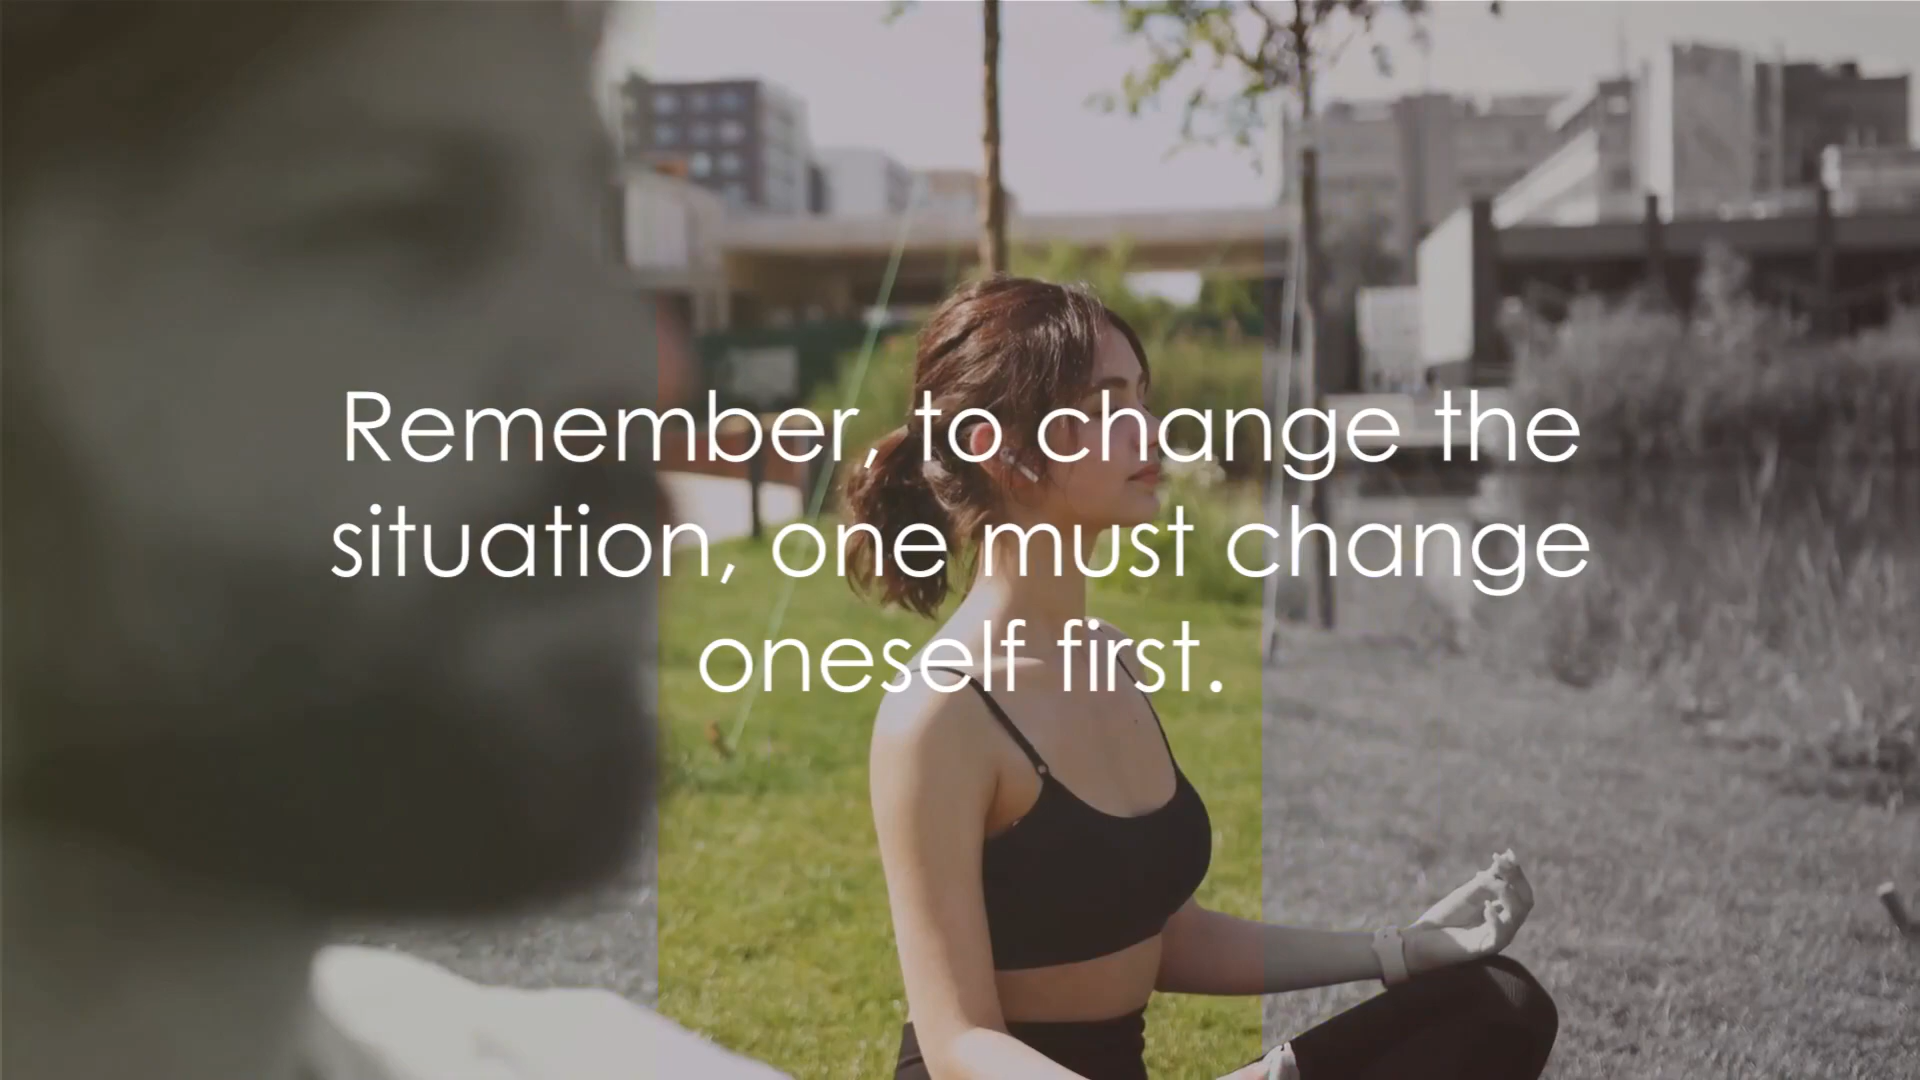 Remember, to change the
situation, one must change
oneself first.